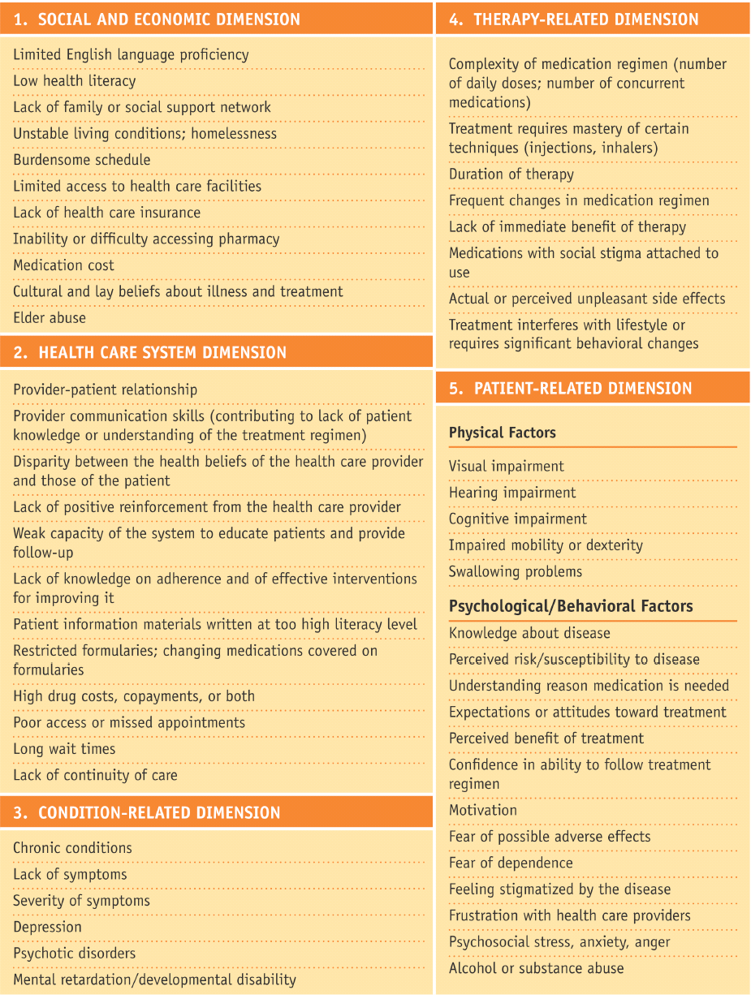 1. SOCIAL AND ECONOMIC DIMENSION
Limited English language proficiency
Low health literacy
Lack of family or social support network
Unstable living conditions; homelessness
Burdensome schedule
Limited access to health care facilities
Lack of health care insurance
Inability or difficulty accessing pharmacy
Medication cost
Cultural and lay beliefs about illness and treatment
Elder abuse
2. HEALTH CARE SYSTEM DIMENSION
Provider-patient relationship
Provider communication skills (contributing to lack of patient
knowledge or understanding of the treatment regimen)
Disparity between the health beliefs of the health care provider
and those of the patient
Lack of positive reinforcement from the health care provider
Weak capacity of the system to educate patients and provide
follow-up
Lack of knowledge on adherence and of effective interventions
for improving it
Patient information materials written at too high literacy level
Restricted formularies; changing medications covered on
formularies
High drug costs, copayments, or both
Poor access or missed appointments
Long wait times
Lack of continuity of care
3. CONDITION-RELATED DIMENSION
Chronic conditions
Lack of symptoms
Severity of symptoms
Depression
Psychotic disorders
Mental retardation/developmental disability
4. THERAPY-RELATED DIMENSION
Complexity of medication regimen (number
of daily doses; number of concurrent
medications)
Treatment requires mastery of certain
techniques (injections, inhalers)
Duration of therapy
Frequent changes in medication regimen
Lack of immediate benefit of therapy
Medications with social stigma attached to
use
Actual or perceived unpleasant side effects
Treatment interferes with lifestyle or
requires significant behavioral changes
5. PATIENT-RELATED DIMENSION
Physical Factors
Visual impairment
Hearing impairment
Cognitive impairment
Impaired mobility or dexterity
Swallowing problems
Psychological/Behavioral Factors
Knowledge about disease
Perceived risk/susceptibility to disease
Understanding reason medication is needed
Expectations or attitudes toward treatment
Perceived benefit of treatment
Confidence in ability to follow treatment
regimen
Motivation
Fear of possible adverse effects
Fear of dependence
Feeling stigmatized by the disease
Frustration with health care providers
Psychosocial stress, anxiety, anger
Alcohol or substance abuse